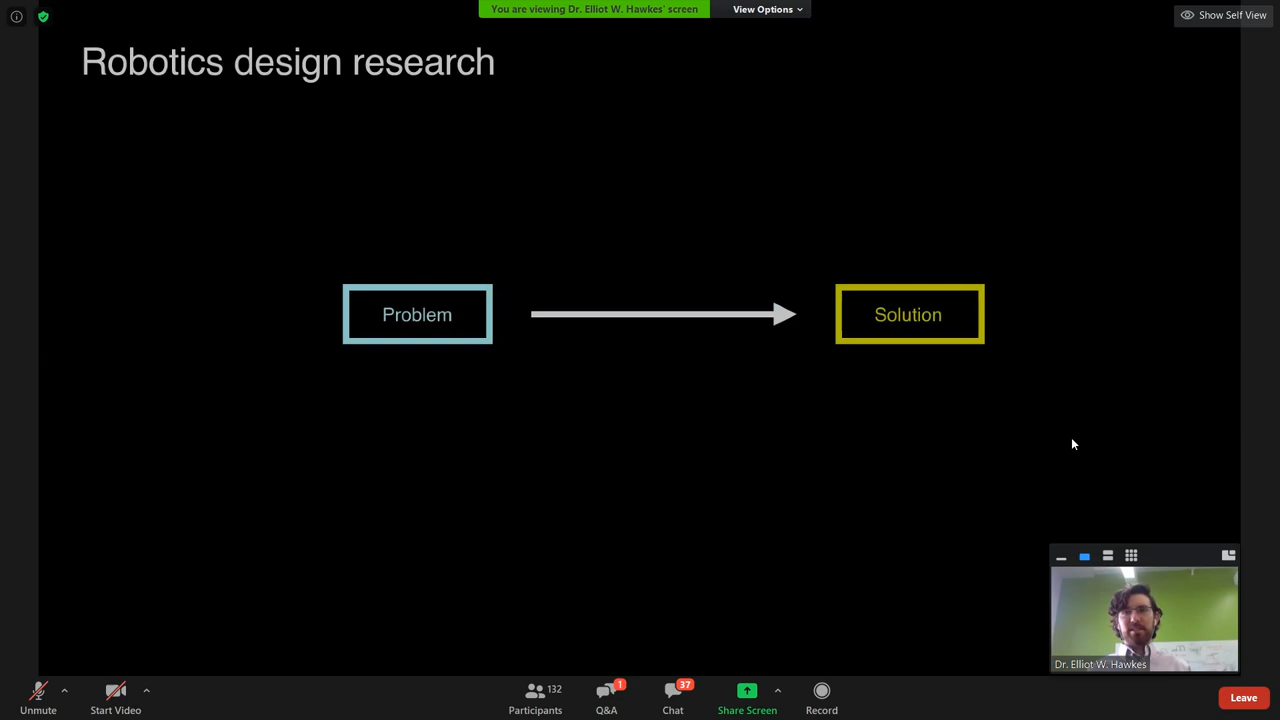 You are viewing Dr. Elliot W. Hawkes' screen
View Options
Show Self View
Robotics design research
Problem
Solution
Dr. Elliot W. Hawkes
132
1
37
Unmute
Start Video
Participants
Q&A
Chat
Share Screen
Record
Leave